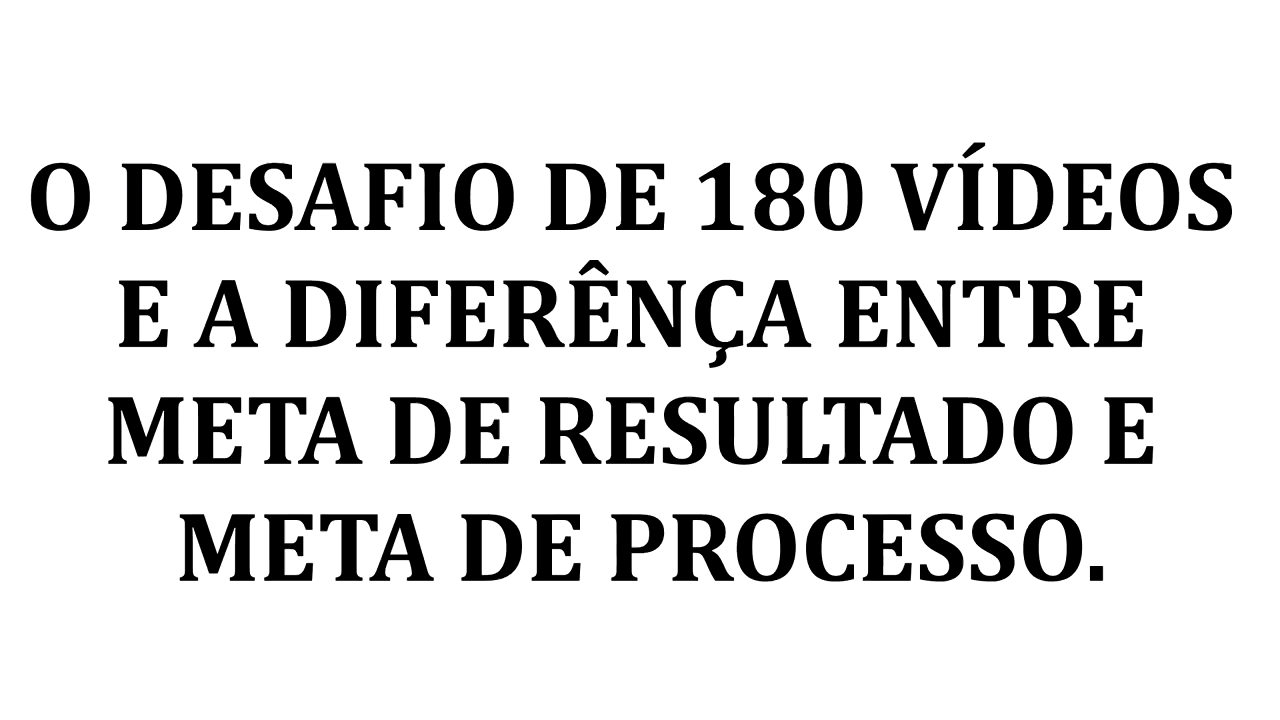 O DESAFIO DE 180 VÍDEOS
E A DIFERÊNÇA ENTRE
META DE RESULTADO E
META DE PROCESSO.